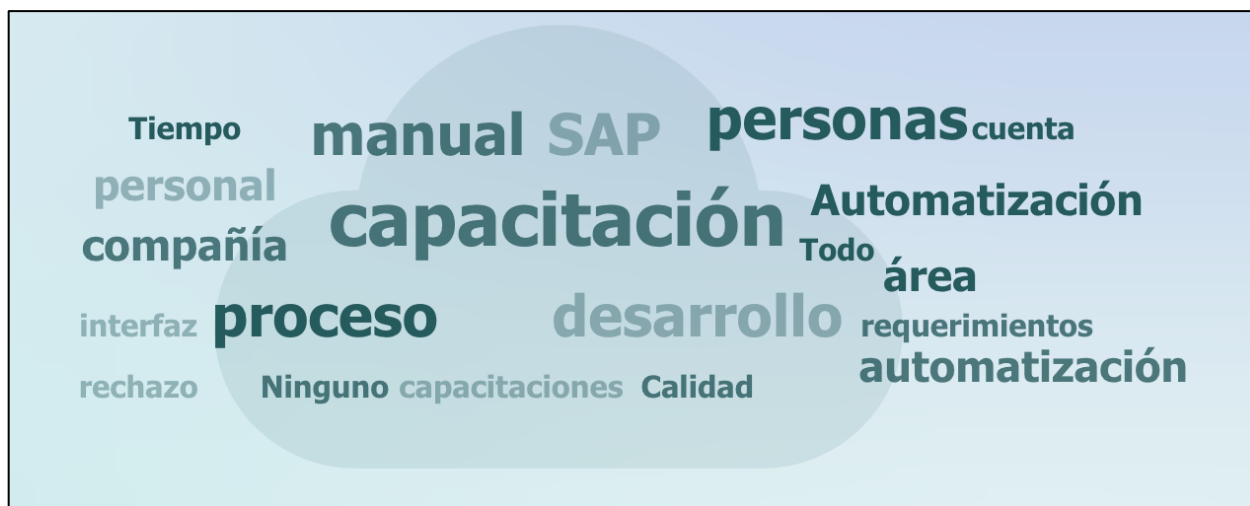 Tiempo manual SAP personas cuenta
personal
compañía capacitación Automatización
Todo
área
interfaz proceso desarrollo requerimientos
automatización
rechazo Ninguno capacitaciones Calidad